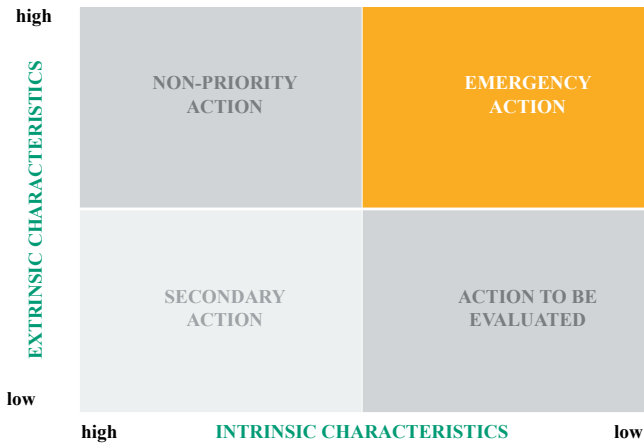 high
NON-PRIORITY
ACTION
EMERGENCY
ACTION
EXTRINSIC CHARACTERISTICS
SECONDARY
ACTION
ACTION TO BE
EVALUATED
low
high
INTRINSIC CHARACTERISTICS
low